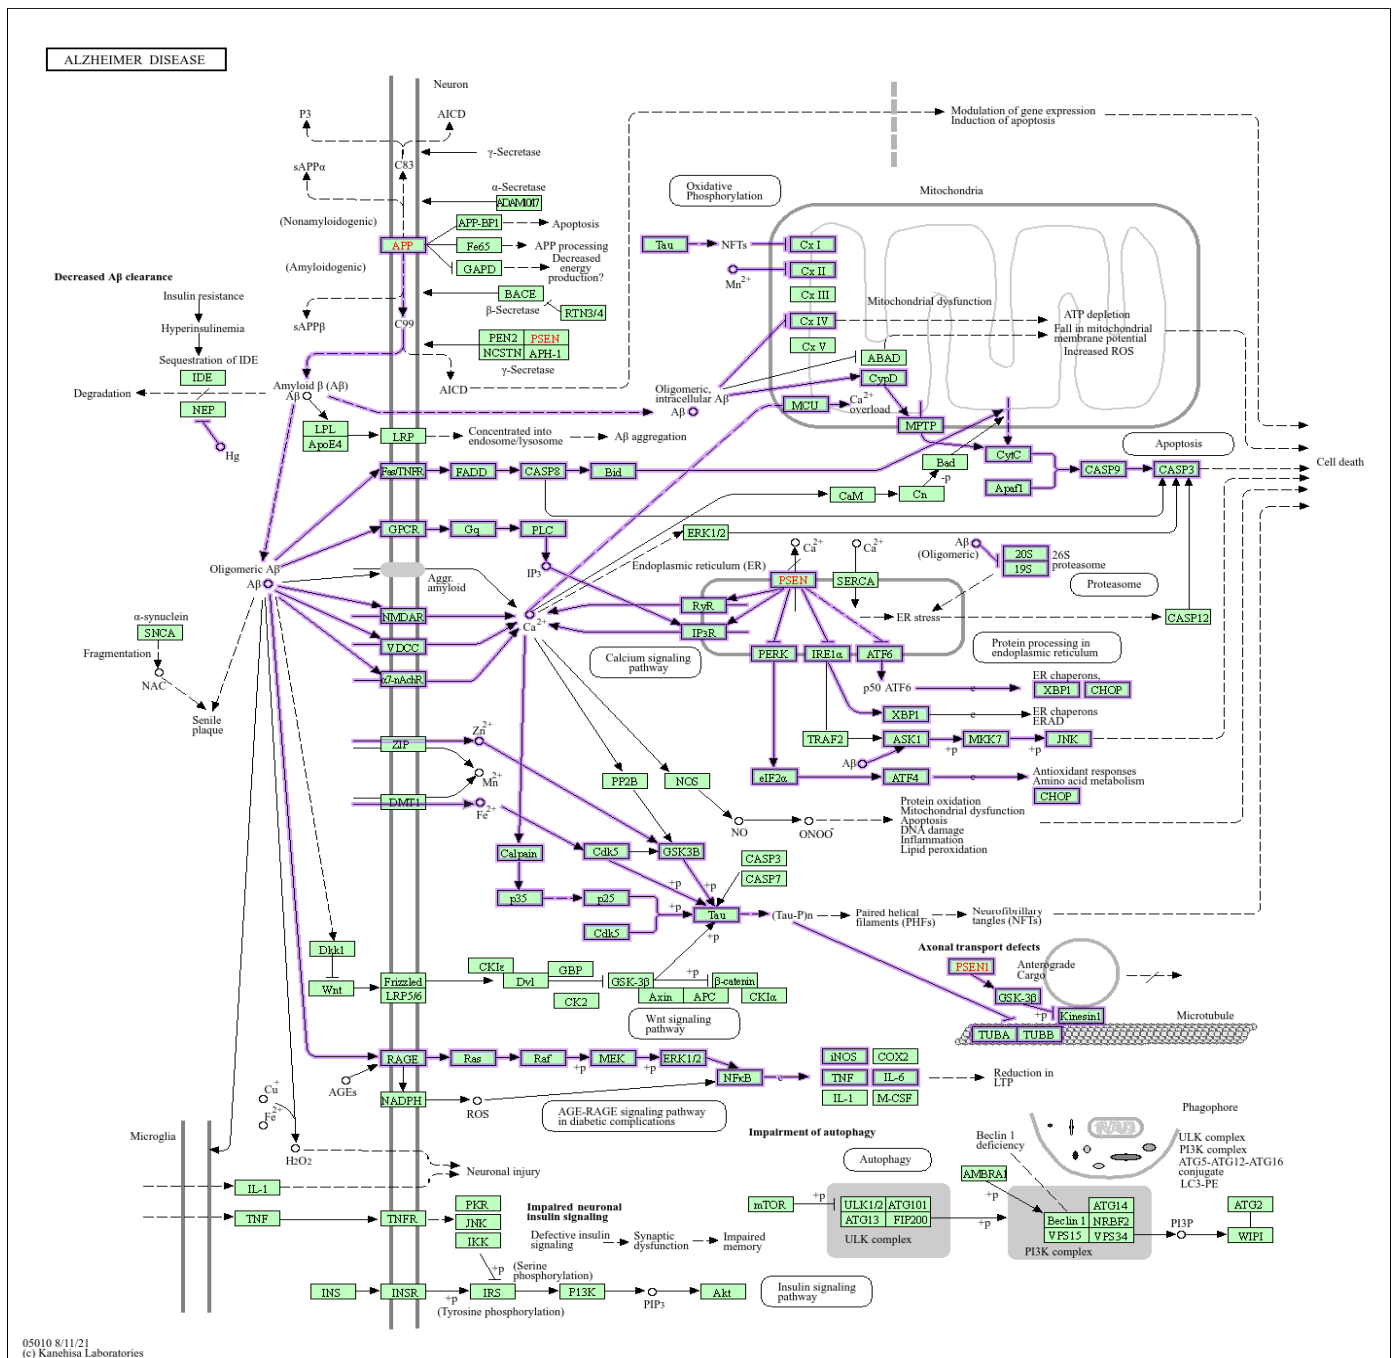 ALZHEIMER DISEASE
Neuron
P3
AICD
γ-Secretase
C83
sAPPα
α-Secretase
ADAM10/17
(Nonamyloidogenic)
APP-BP1
Apoptosis
APP
Fe65
APP processing
(Amyloidogenic)
GAPD
Decreased
energy
production?
BACE
β-Secretase
RTN3/4
sAPPβ
C99
PEN2
PSEN
NCSTN
APH-1
γ-Secretase
AICD
Decreased Aβ clearance
Insulin resistance
Hyperinsulinemia
Sequestration of IDE
IDE
Degradation
NEP
Hg
Amyloid β (Aβ)
Aβ
LPL
ApoE4
LRP
Concentrated into
endosome/lysosome
Aβ aggregation
Modulation of gene expression
Induction of apoptosis
Oxidative
Phosphorylation
Mitochondria
Tau
NFTs
Cx I
Mn2+
Cx II
Cx III
Mitochondrial dysfunction
Cx IV
ATP depletion
Fall in mitochondrial
membrane potential
Increased ROS
Cx V
ABAD
Oligomeric,
intracellular Aβ
Aβ
CypD
MCU
Ca2+
overload
MPTP
Apoptosis
CytC
Bad
-p
CASP9
CASP3
Cell death
Apaf1
CaM
Cn
Fas/TNFR
FADD
CASP8
Bid
GPCR
Gq
PLC
ERK1/2
IP3
Endoplasmic reticulum (ER)
Ca2+
Ca2+
Aβ
(Oligomeric)
20S
19S
26S
proteasome
Proteasome
Oligomeric Aβ
Aβ
Aggr.
amyloid
PSEN
SERCA
RyR
ER stress
CASP12
NMDAR
Ca2+
IP3R
VDCC
Calcium signaling
pathway
PERK
IRE1α
ATF6
Protein processing in
endoplasmic reticulum
α7-nAchR
p50 ATF6
e
ER chaperons,
XBP1
CHOP
α-synuclein
SNCA
Fragmentation
NAC
Senile
plaque
XBP1
e
ER chaperons
ERAD
TRAF2
ASK1
+p
MKK7
+p
JNK
Aβ
Zn2+
ZIP
Mn2+
DMT1
Fe2+
PP2B
NOS
eIF2α
ATF4
e
Antioxidant responses
Amino acid metabolism
CHOP
NO
ONOO-
Protein oxidation
Mitochondrial dysfunction
Apoptosis
DNA damage
Inflammation
Lipid peroxidation
Calpain
Cdk5
GSK3B
CASP3
CASP7
+p
+p
p35
p25
+p
Tau
(Tau-P)n
Paired helical
filaments (PHFs)
Neurofibrillary
tangles (NFTs)
Cdk5
+p
Dkk1
Wnt
Frizzled
LRP5/6
CKIε
Dvl
GBP
CK2
GSK-3β
+p
β-catenin
Axin
APC
CKIα
Wnt signaling
pathway
Axonal transport defects
PSEN1
Anterograde
Cargo
GSK-3β
+p
Kinesin1
Microtubule
TUBA
TUBB
RAGE
Ras
Raf
+p
MEK
+p
ERK1/2
NFκB
e
iNOS
COX2
TNF
IL-6
IL-1
M-CSF
Reduction in
LTP
AGEs
NADPH
ROS
AGE-RAGE signaling pathway
in diabetic complications
Cu+
Fe2+
H2O2
Microglia
Neuronal injury
IL-1
TNF
TNFR
PKR
JNK
IKK
Impaired neuronal
insulin signaling
Defective insulin
signaling
Synaptic
dysfunction
Impaired
memory
+p
(Serine
phosphorylation)
INS
INSR
+p
IRS
P13K
PIP3
Akt
(Tyrosine phosphorylation)
Insulin signaling
pathway
Impairment of autophagy
Autophagy
mTOR
+p
ULK1/2
ATG101
ATG13
FIP200
ULK complex
+p
Beclin 1
deficiency
AMBRA1
+p
ATG14
Beclin 1
NRBF2
VPS15
VPS34
PI3K complex
PI3P
ATG2
WIPI
Phagophore
ULK complex
PI3K complex
ATG5-ATG12-ATG16
conjugate
LC3-PE
05010 8/11/21
(c) Kanehisa Laboratories